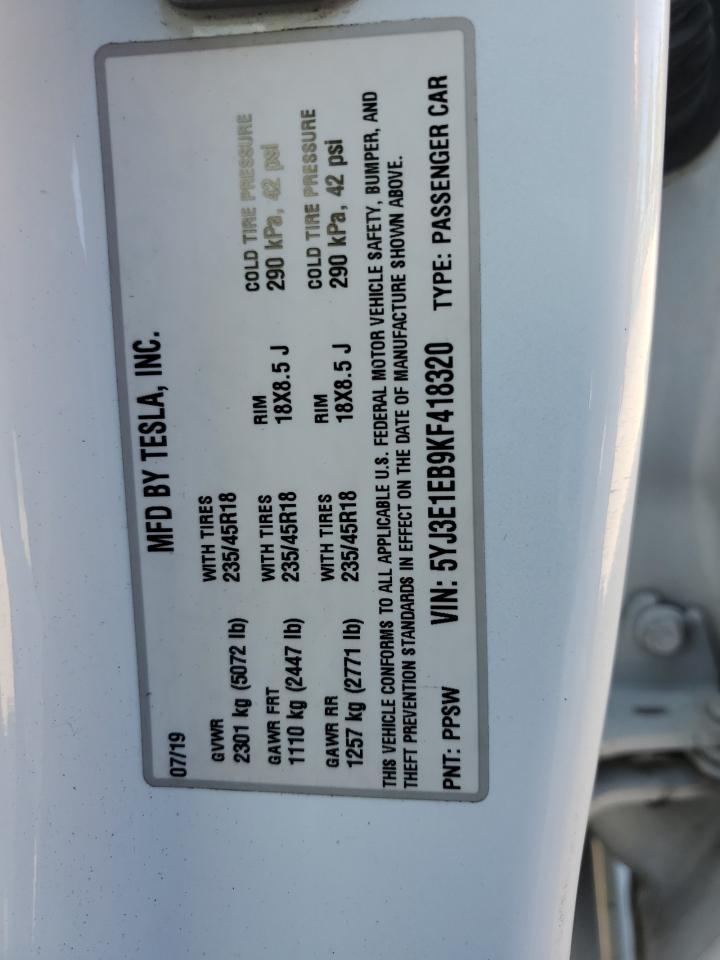 07/19 MFD BY TESLA, INC.
GVWR WITH TIRES
2301 kg (5072 lb) 235/45R18
GAWR FRT WITH TIRES RIM COLD TIRE PRESSURE
1110 kg (2447 lb) 235/45R18 18X8.5 J 290 kPa, 42 psi
GAWR RR WITH TIRES RIM COLD TIRE PRESSURE
1257 kg (2771 lb) 235/45R18 18X8.5 J 290 kPa, 42 psi
THIS VEHICLE CONFORMS TO ALL APPLICABLE U.S. FEDERAL MOTOR VEHICLE SAFETY, BUMPER, AND
THEFT PREVENTION STANDARDS IN EFFECT ON THE DATE OF MANUFACTURE SHOWN ABOVE.
PNT: PPSW VIN: 5YJ3E1EB9KF418320 TYPE: PASSENGER CAR